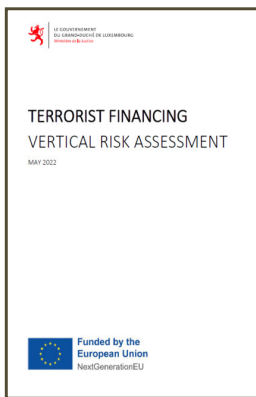 LE GOUVERNEMENT
DU GRAND-DUCHÉ DE LUXEMBOURG
Ministère de la Justice
TERRORIST FINANCING
VERTICAL RISK ASSESSMENT
MAY 2022
Funded by the
European Union
NextGenerationEU